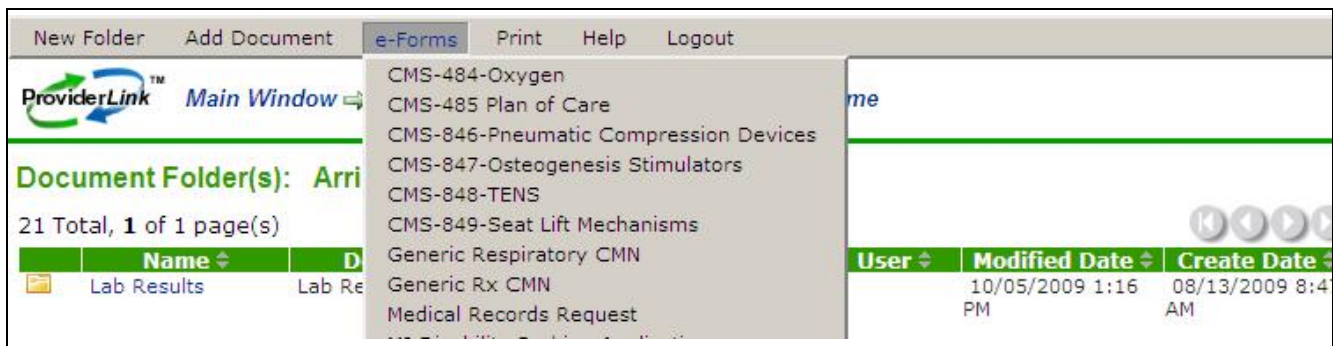 New Folder Add Document e-Forms Print Help Logout
ProviderLink™ Main Window me
CMS-484-Oxygen
CMS-485 Plan of Care
CMS-846-Pneumatic Compression Devices
CMS-847-Osteogenesis Stimulators
CMS-848-TENS
CMS-849-Seat Lift Mechanisms
Generic Respiratory CMN
Generic Rx CMN
Medical Records Request
Document Folder(s): Arri
21 Total, 1 of 1 page(s)
Name D User Modified Date Create Date
Lab Results Lab Re 10/05/2009 1:16 PM 08/13/2009 8:47 AM